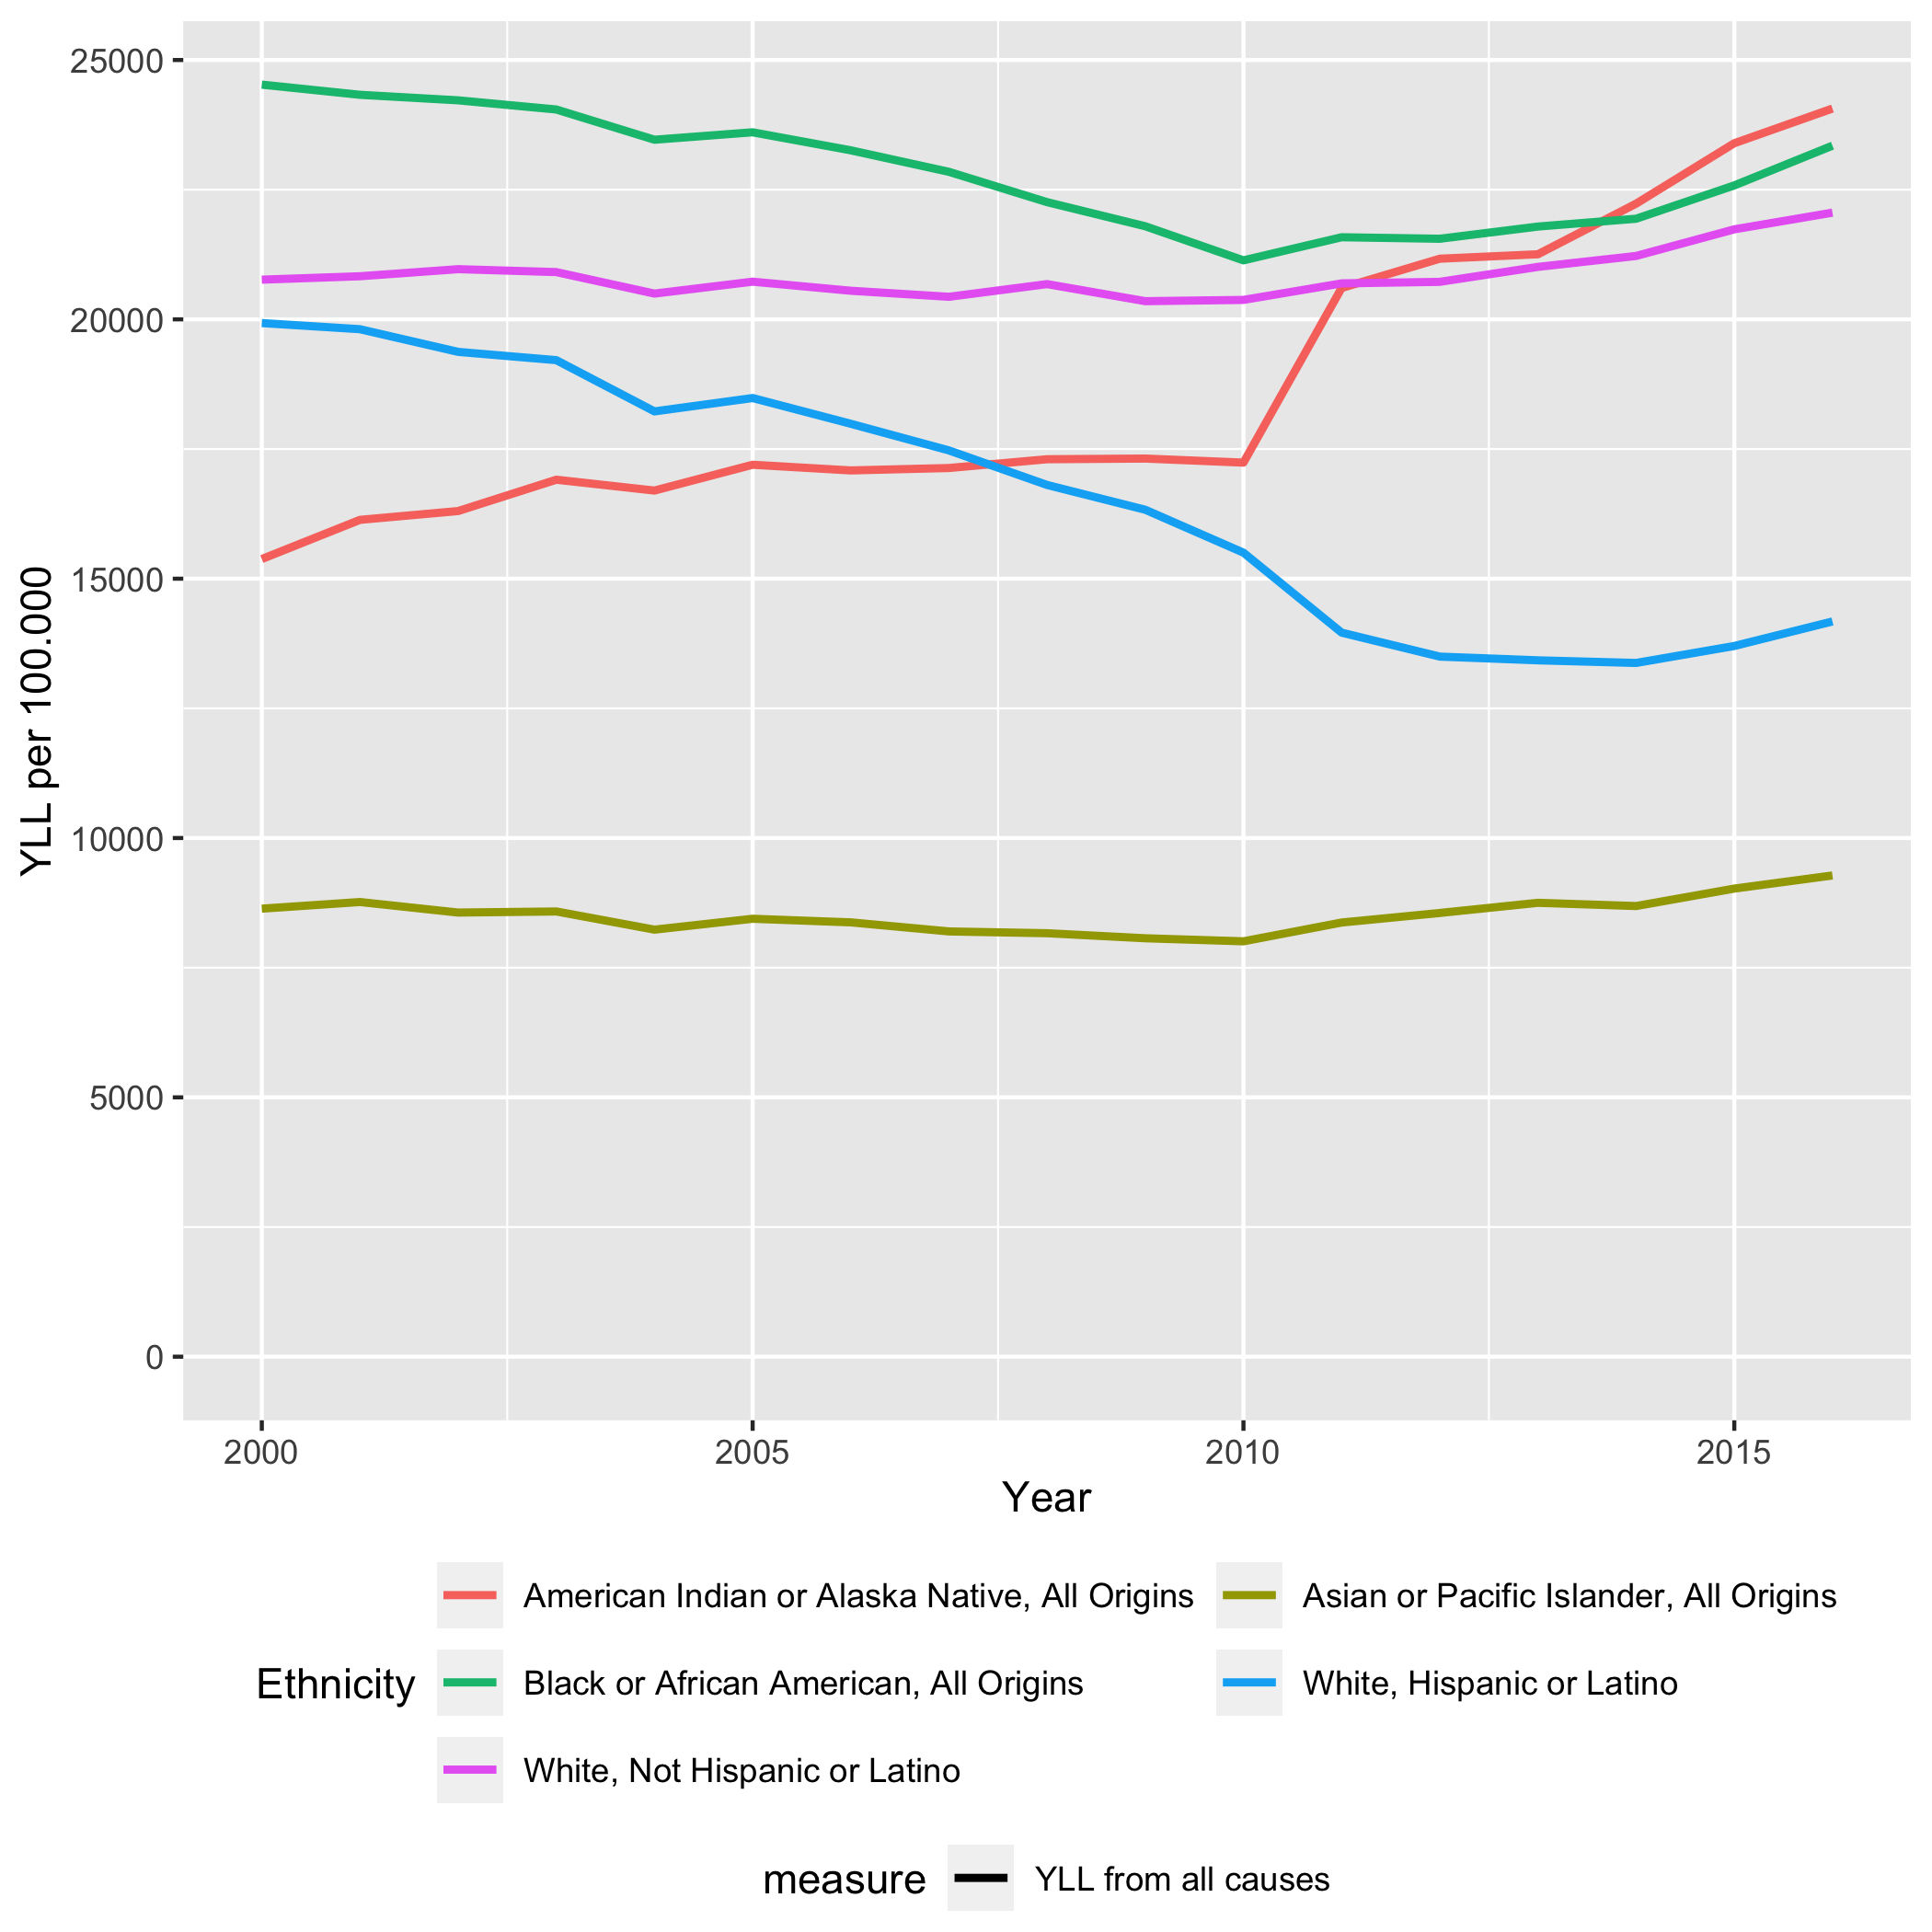 25000
20000
15000
10000
5000
0
YLL per 100.000
2000 2005 2010 2015
Year
Ethnicity
American Indian or Alaska Native, All Origins
Asian or Pacific Islander, All Origins
Black or African American, All Origins
White, Hispanic or Latino
White, Not Hispanic or Latino
measure
YLL from all causes